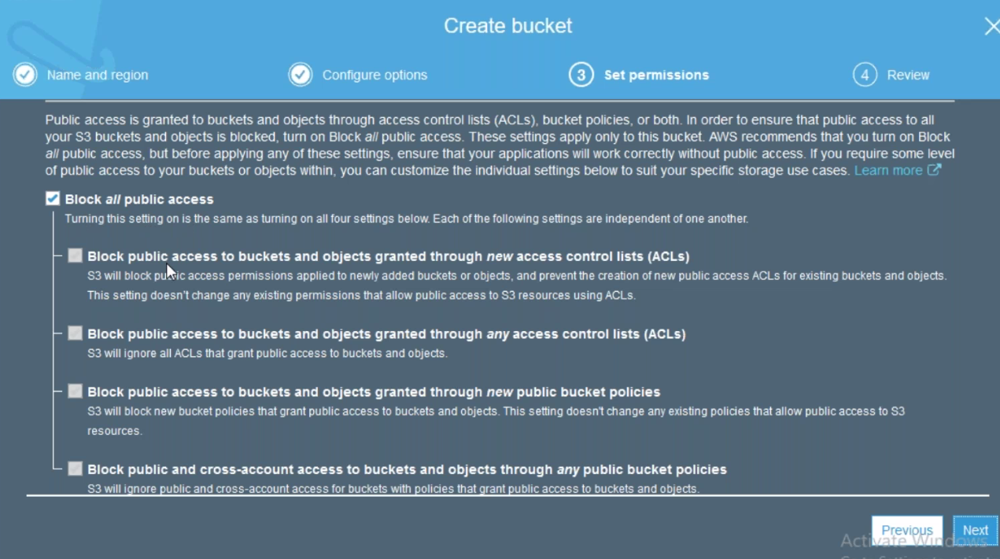 Create bucket
Name and region
Configure options
3 Set permissions
4 Review
Public access is granted to buckets and objects through access control lists (ACLs), bucket policies, or both. In order to ensure that public access to all
your S3 buckets and objects is blocked, turn on Block all public access. These settings apply only to this bucket. AWS recommends that you turn on Block
all public access, but before applying any of these settings, ensure that your applications will work correctly without public access. If you require some level
of public access to your buckets or objects within, you can customize the individual settings below to suit your specific storage use cases. Learn more
Block all public access
Turning this setting on is the same as turning on all four settings below. Each of the following settings are independent of one another.
Block public access to buckets and objects granted through new access control lists (ACLs)
S3 will block public access permissions applied to newly added buckets or objects, and prevent the creation of new public access ACLs for existing buckets and objects.
This setting doesn't change any existing permissions that allow public access to S3 resources using ACLs.
Block public access to buckets and objects granted through any access control lists (ACLs)
S3 will ignore all ACLs that grant public access to buckets and objects.
Block public access to buckets and objects granted through new public bucket policies
S3 will block new bucket policies that grant public access to buckets and objects. This setting doesn't change any existing policies that allow public access to S3
resources.
Block public and cross-account access to buckets and objects through any public bucket policies
S3 will ignore public and cross-account access for buckets with policies that grant public access to buckets and objects.
Previous
Next
Activate Windows